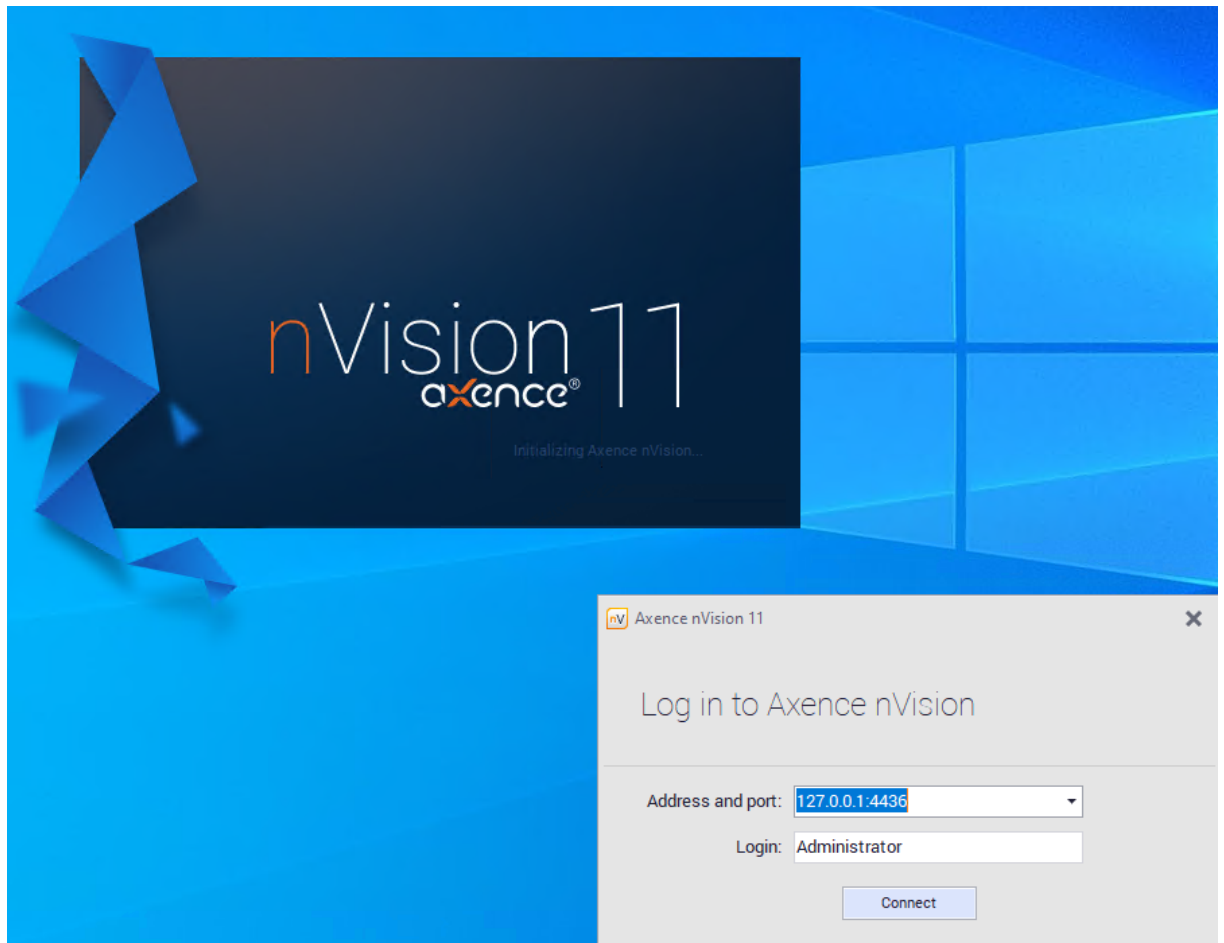 nVision 11
axence®
Initializing Axence nVision...
nV Axence nVision 11
Log in to Axence nVision
Address and port: 127.0.0.1:4436
Login: Administrator
Connect